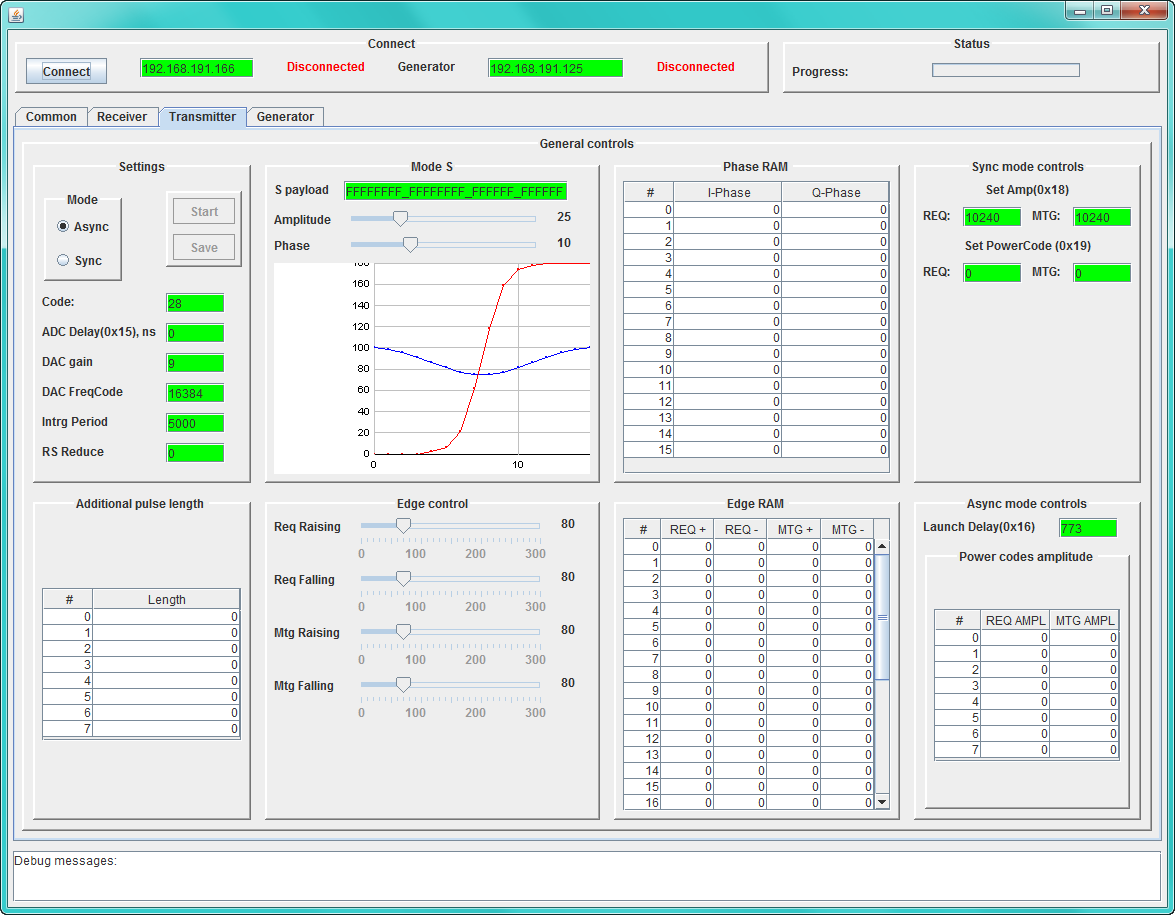 Connect
Status
Connect 192.168.191.166 Disconnected Generator 192.168.191.125 Disconnected
Progress:
Common Receiver Transmitter Generator
General controls
Settings
Mode
Async
Sync
Start
Save
Code: 28
ADC Delay(0x15), ns 0
DAC gain 9
DAC FreqCode 16384
Intrg Period 5000
RS Reduce 0
Mode S
S payload FFFFFFFF_FFFFFFFF_FFFFFF_FFFFFF
Amplitude 25
Phase 10
180
160
140
120
100
80
60
40
20
0
0 10
Phase RAM
# I-Phase Q-Phase
0 0 0
1 0 0
2 0 0
3 0 0
4 0 0
5 0 0
6 0 0
7 0 0
8 0 0
9 0 0
10 0 0
11 0 0
12 0 0
13 0 0
14 0 0
15 0 0
Sync mode controls
Set Amp(0x18)
REQ: 10240 MTG: 10240
Set PowerCode (0x19)
REQ: 0 MTG: 0
Additional pulse length
# Length
0 0
1 0
2 0
3 0
4 0
5 0
6 0
7 0
Edge control
Req Raising 80
0 100 200 300
Req Falling 80
0 100 200 300
Mtg Raising 80
0 100 200 300
Mtg Falling 80
0 100 200 300
Edge RAM
# REQ + REQ - MTG + MTG -
0 0 0 0 0
1 0 0 0 0
2 0 0 0 0
3 0 0 0 0
4 0 0 0 0
5 0 0 0 0
6 0 0 0 0
7 0 0 0 0
8 0 0 0 0
9 0 0 0 0
10 0 0 0 0
11 0 0 0 0
12 0 0 0 0
13 0 0 0 0
14 0 0 0 0
15 0 0 0 0
16 0 0 0 0
Async mode controls
Launch Delay(0x16) 773
Power codes amplitude
# REQ AMPL MTG AMPL
0 0 0
1 0 0
2 0 0
3 0 0
4 0 0
5 0 0
6 0 0
7 0 0
Debug messages: